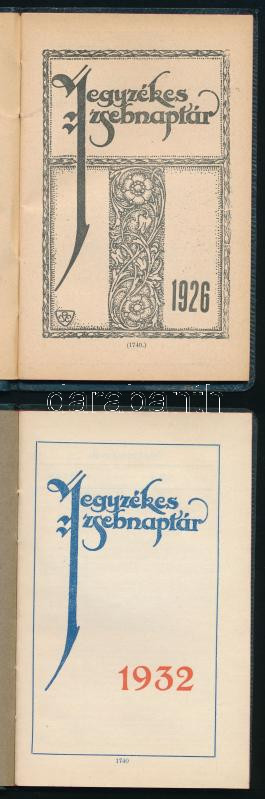 Jegyzékes
zsebnaptár
1926
(1740.)
darabanth
Jegyzékes
zsebnaptár
1932
1740